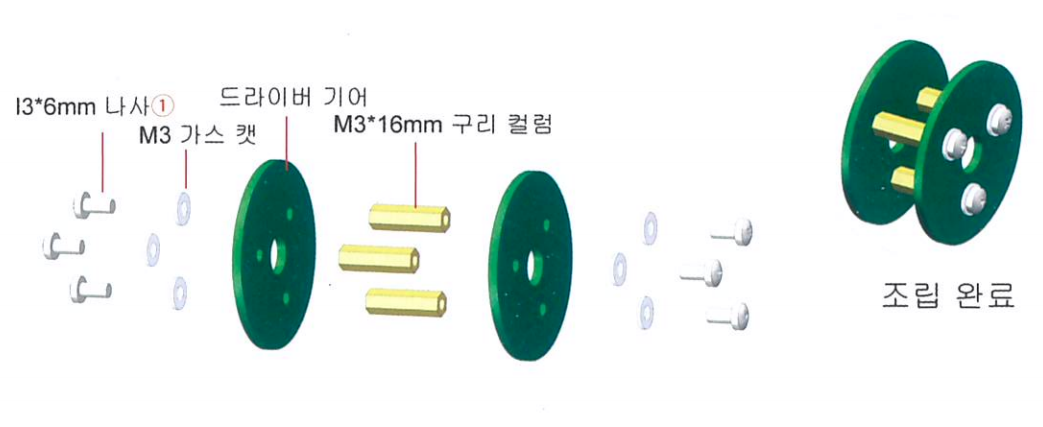 I3*6mm 나사①
드라이버 기어
M3 가스 캣
M3*16mm 구리 컬럼
조립 완료